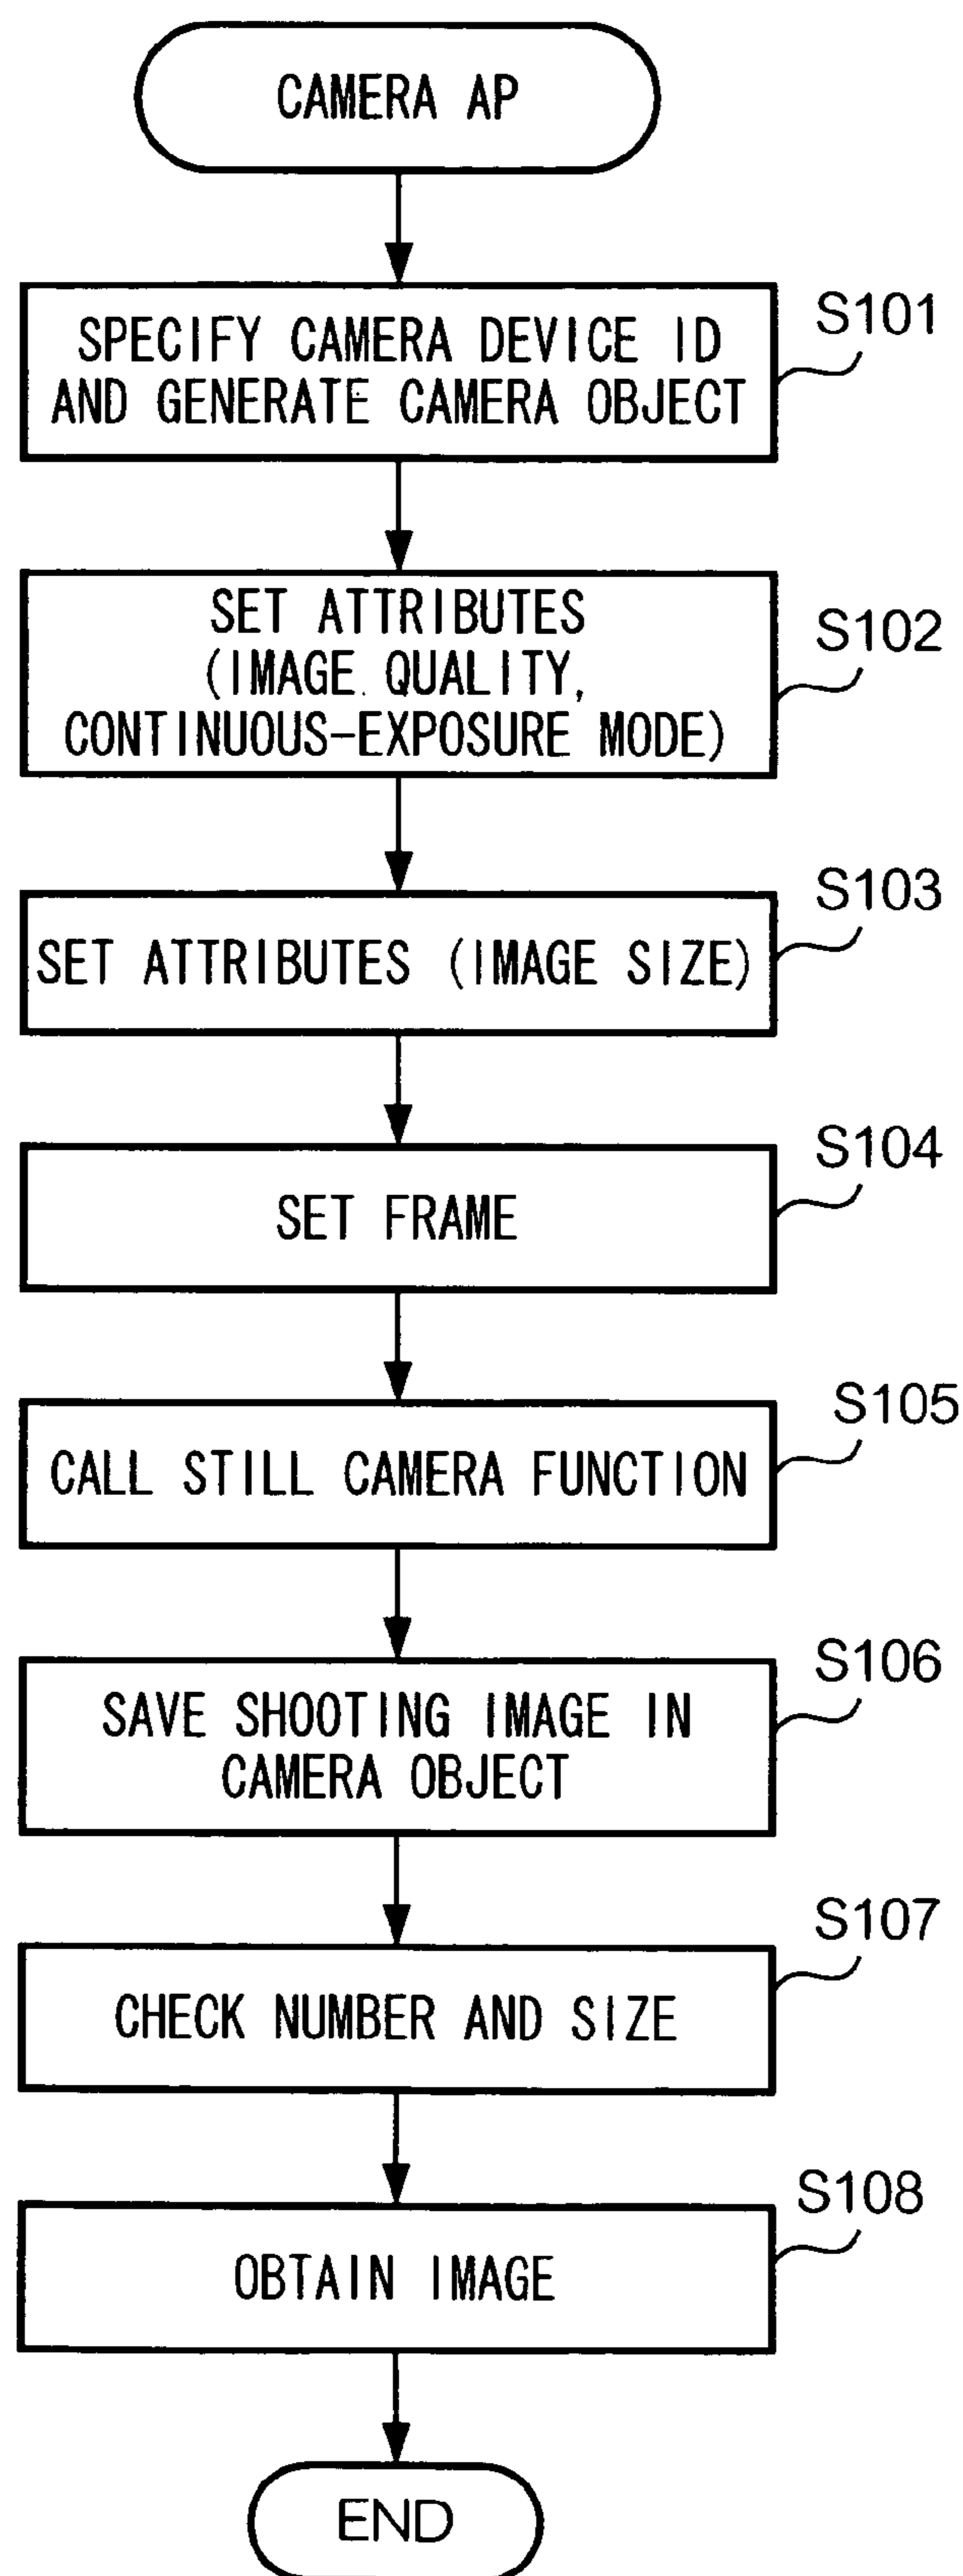 CAMERA AP
S101
SPECIFY CAMERA DEVICE ID
AND GENERATE CAMERA OBJECT
S102
SET ATTRIBUTES
(IMAGE QUALITY,
CONTINUOUS-EXPOSURE MODE)
S103
SET ATTRIBUTES (IMAGE SIZE)
S104
SET FRAME
S105
CALL STILL CAMERA FUNCTION
S106
SAVE SHOOTING IMAGE IN
CAMERA OBJECT
S107
CHECK NUMBER AND SIZE
S108
OBTAIN IMAGE
END